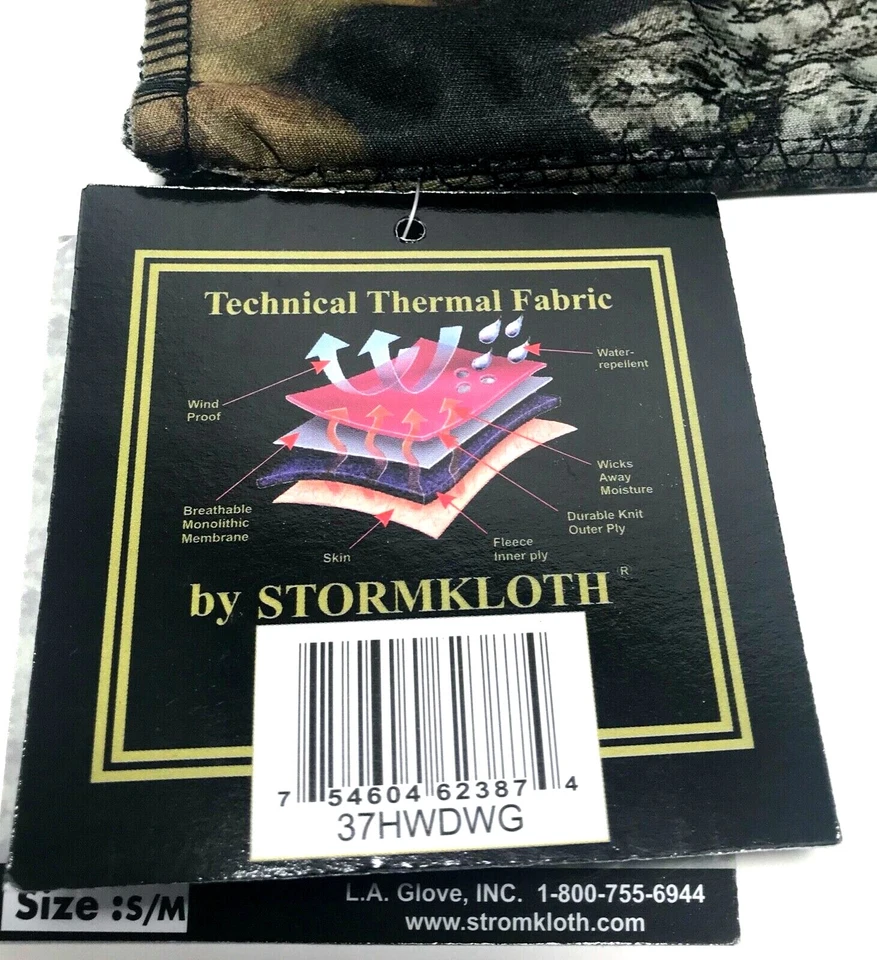 Technical Thermal Fabric
Water-
repellent
Wind
Proof
Wicks
Away
Moisture
Breathable
Monolithic
Membrane
Durable Knit
Outer Ply
Skin
Fleece
Inner ply
by STORMKLOTH ®
7 54604 62387 4
37HWDWG
Size :S/M
L.A. Glove, INC. 1-800-755-6944
www.stromkloth.com